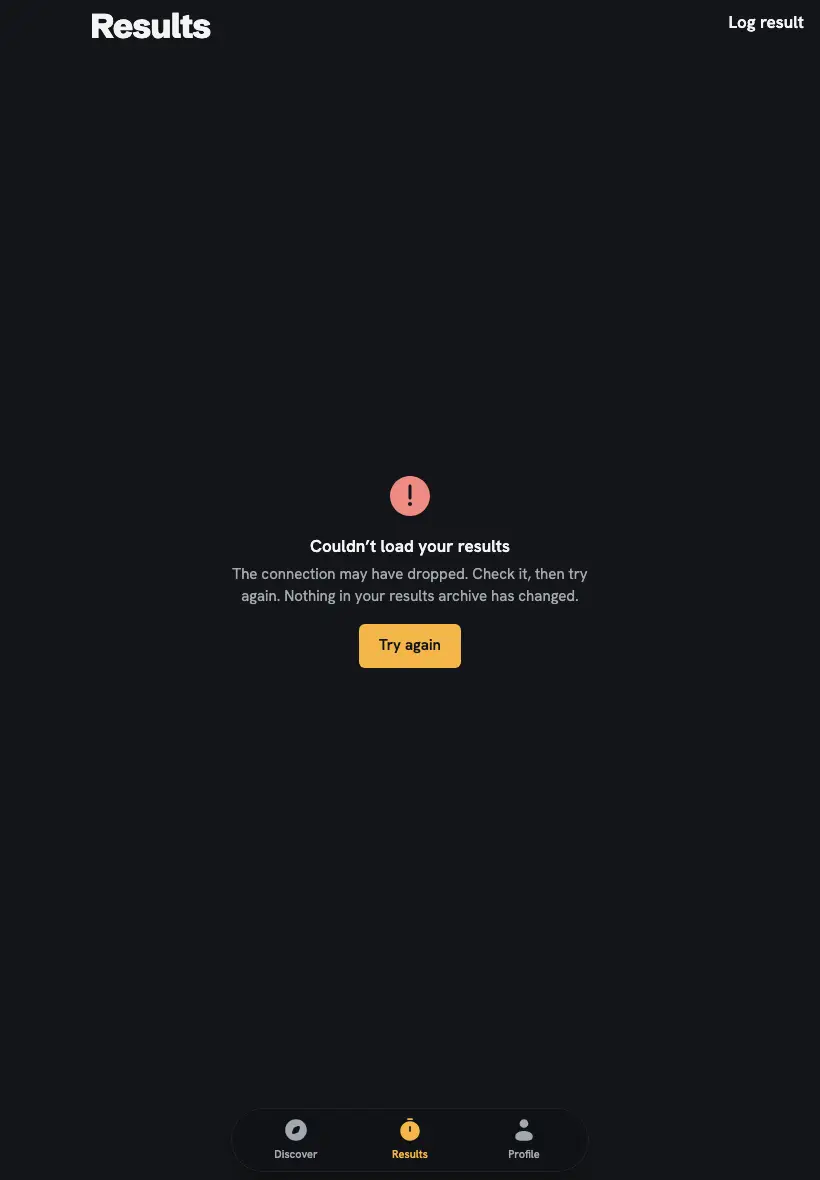 Results
Log result
Couldn’t load your results
The connection may have dropped. Check it, then try
again. Nothing in your results archive has changed.
Try again
Discover
Results
Profile